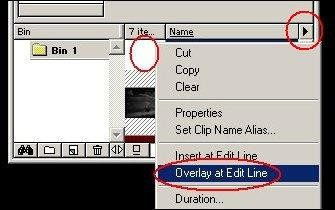 Bin
7 ite...
Name
Bin 1
Cut
Copy
Clear
Properties
Set Clip Name Alias...
Insert at Edit Line
Overlay at Edit Line
Duration...